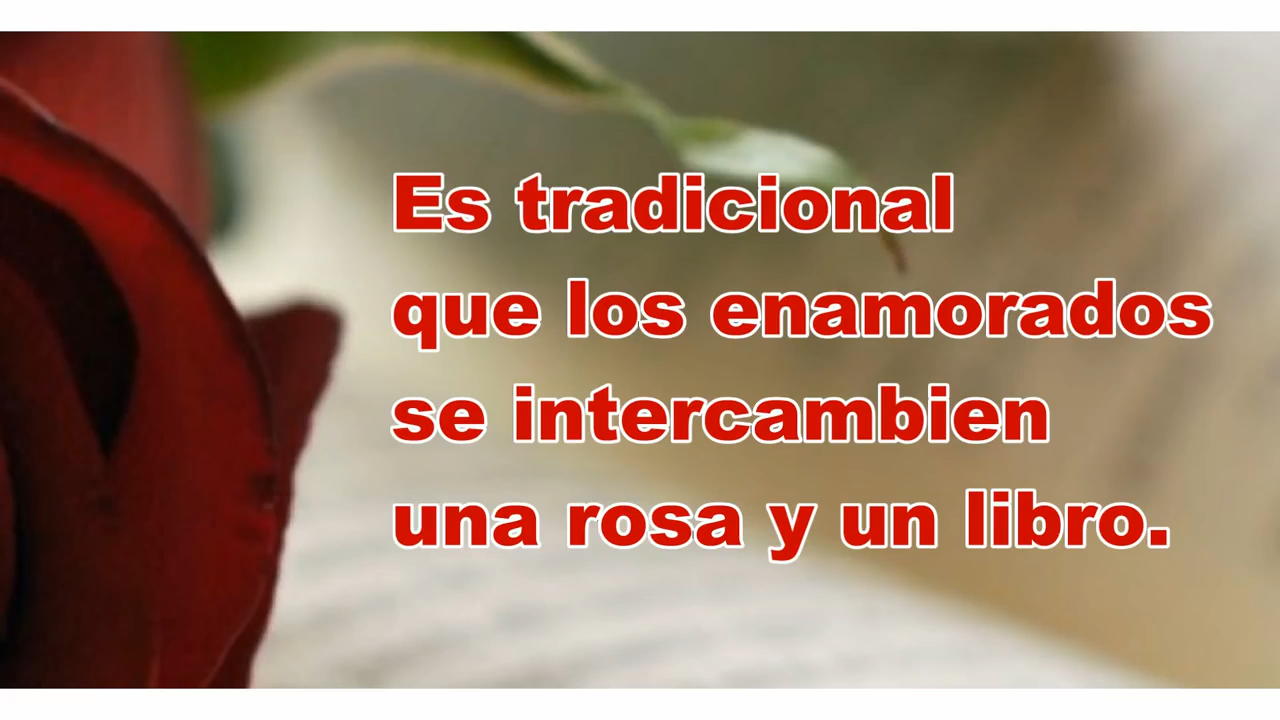 Es tradicional
que los enamorados
se intercambien
una rosa y un libro.